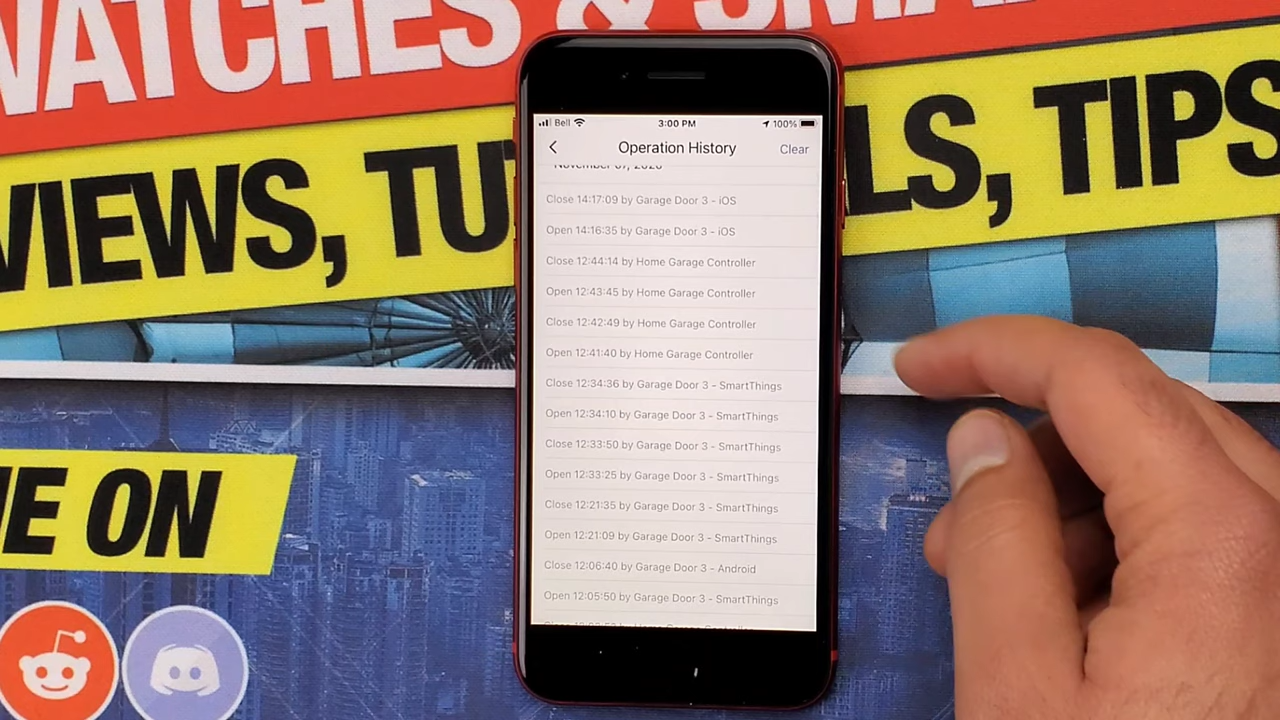 WATCHES & SMA
VIEWS, TU
LS, TIPS
E ON
Bell 3:00 PM 100%
Operation History Clear
November 07, 2020
Close 14:17:09 by Garage Door 3 - iOS
Open 14:16:35 by Garage Door 3 - iOS
Close 12:44:14 by Home Garage Controller
Open 12:43:45 by Home Garage Controller
Close 12:42:49 by Home Garage Controller
Open 12:41:40 by Home Garage Controller
Close 12:34:36 by Garage Door 3 - SmartThings
Open 12:34:10 by Garage Door 3 - SmartThings
Close 12:33:50 by Garage Door 3 - SmartThings
Open 12:33:25 by Garage Door 3 - SmartThings
Close 12:21:35 by Garage Door 3 - SmartThings
Open 12:21:09 by Garage Door 3 - SmartThings
Close 12:06:40 by Garage Door 3 - Android
Open 12:05:50 by Garage Door 3 - SmartThings